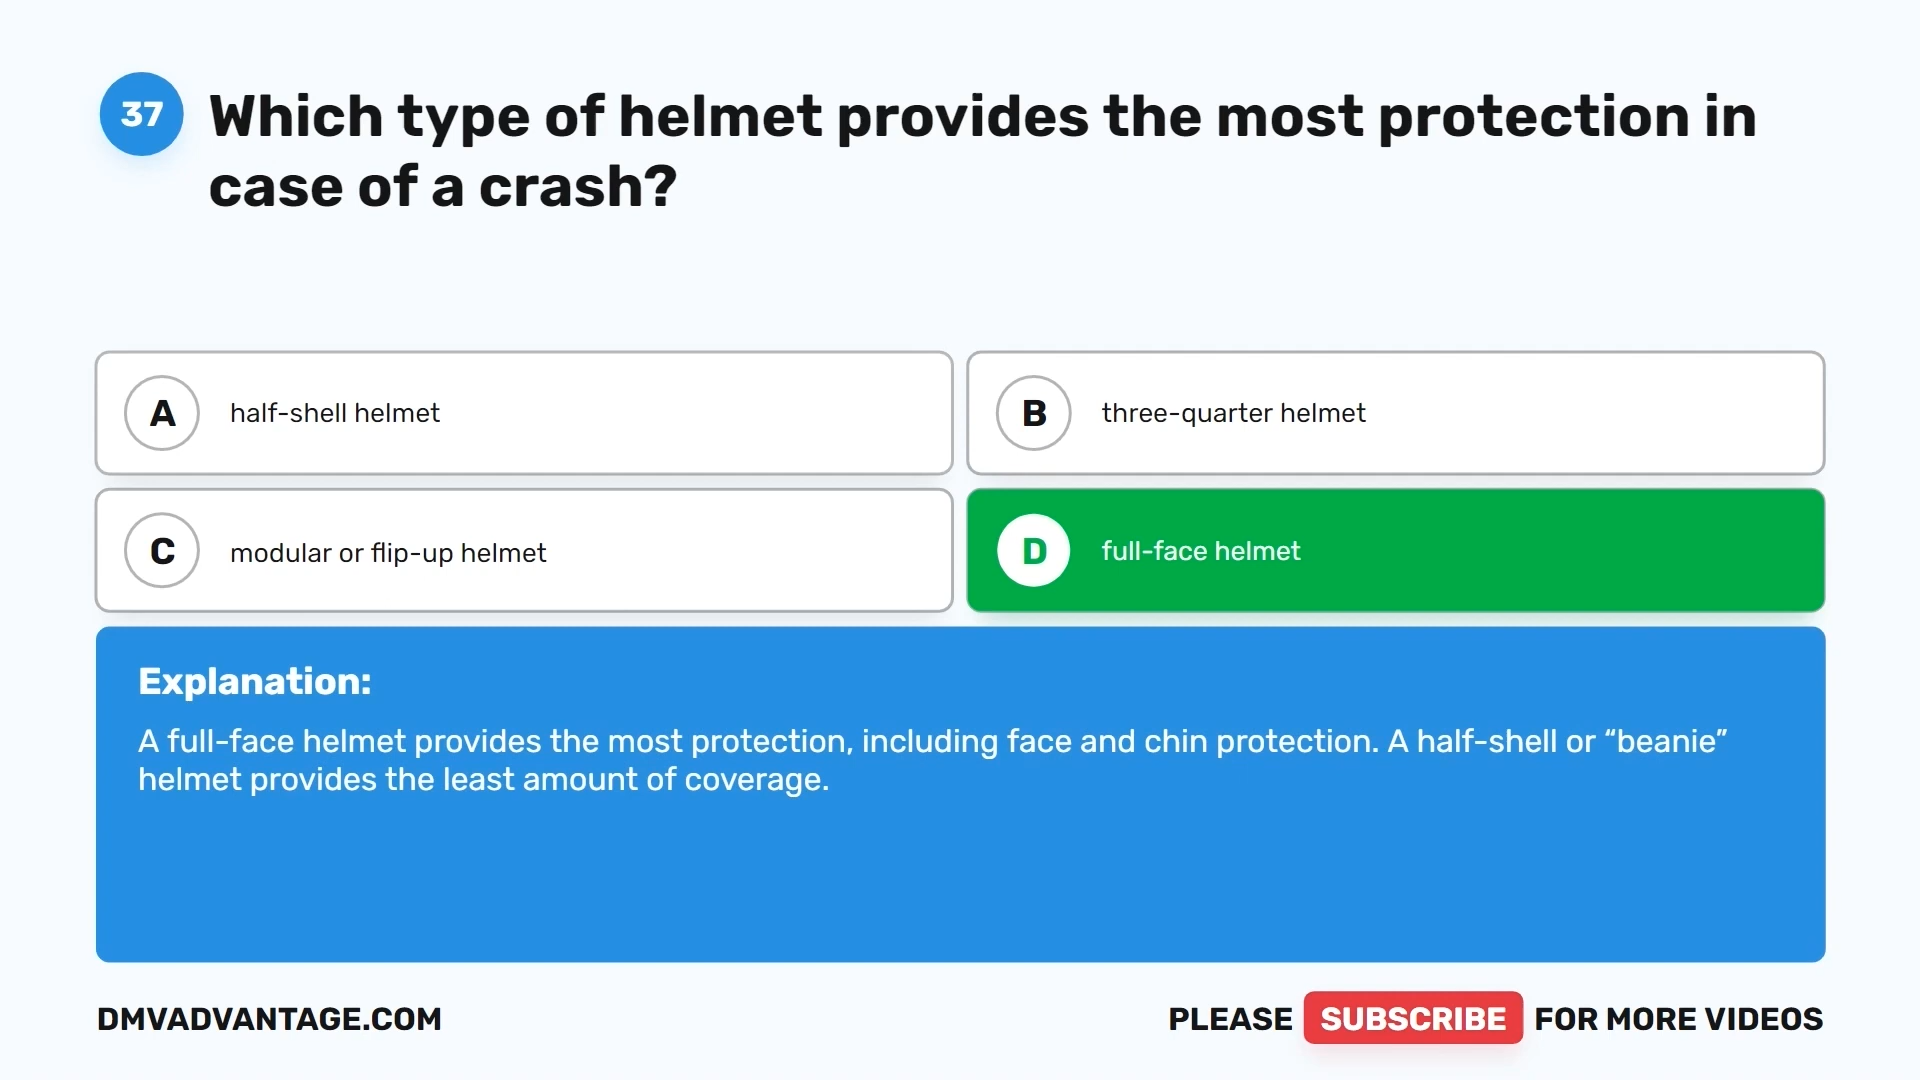 37
Which type of helmet provides the most protection in
case of a crash?
A half-shell helmet
B three-quarter helmet
C modular or flip-up helmet
D full-face helmet
Explanation:
A full-face helmet provides the most protection, including face and chin protection. A half-shell or “beanie”
helmet provides the least amount of coverage.
DMVADVANTAGE.COM
PLEASE SUBSCRIBE FOR MORE VIDEOS